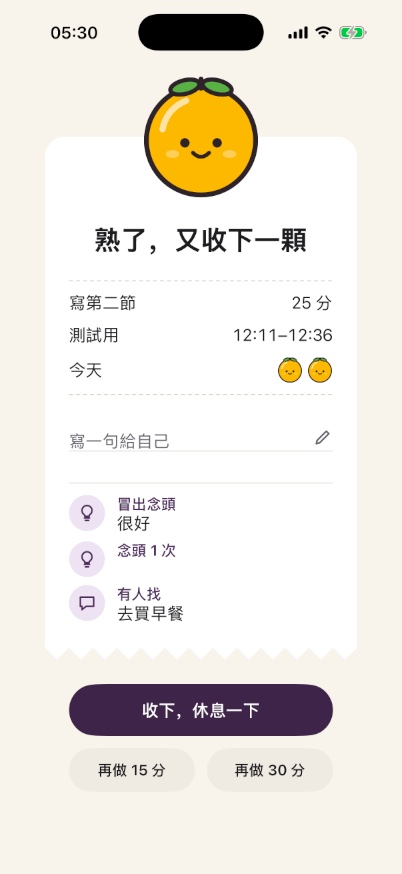 05:30
熟了，又收下一顆
寫第二節 25 分
測試用 12:11–12:36
今天
寫一句給自己
冒出念頭
很好
念頭 1 次
有人找
去買早餐
收下，休息一下
再做 15 分 再做 30 分